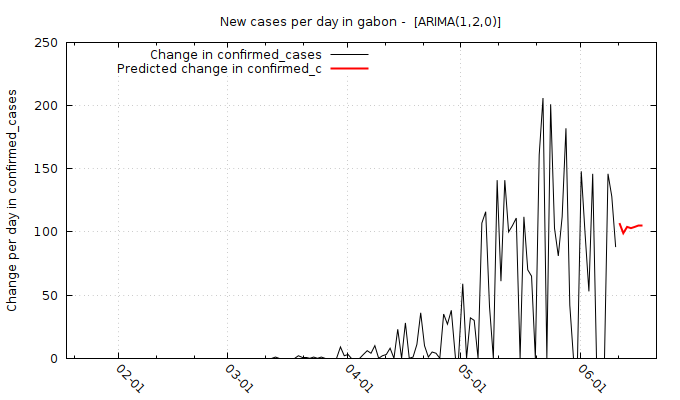 New cases per day in gabon -  [ARIMA(1,2,0)]
Change in confirmed_cases
Predicted change in confirmed_c
Change per day in confirmed_cases
250
200
150
100
50
0
02-01
03-01
04-01
05-01
06-01